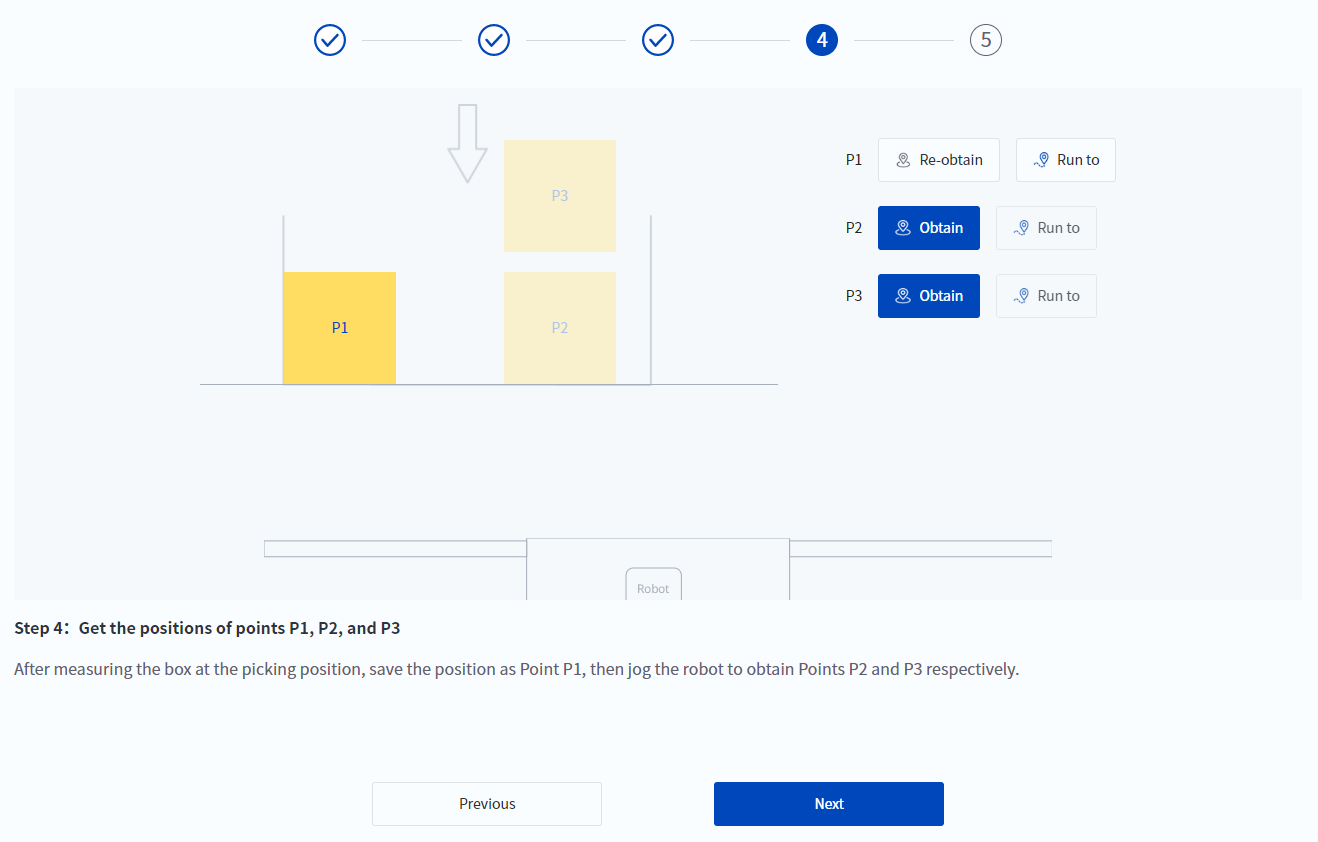 4
5
P3
P1
P2
P1 Re-obtain Run to
P2 Obtain Run to
P3 Obtain Run to
Robot
Step 4：Get the positions of points P1, P2, and P3
After measuring the box at the picking position, save the position as Point P1, then jog the robot to obtain Points P2 and P3 respectively.
Previous
Next